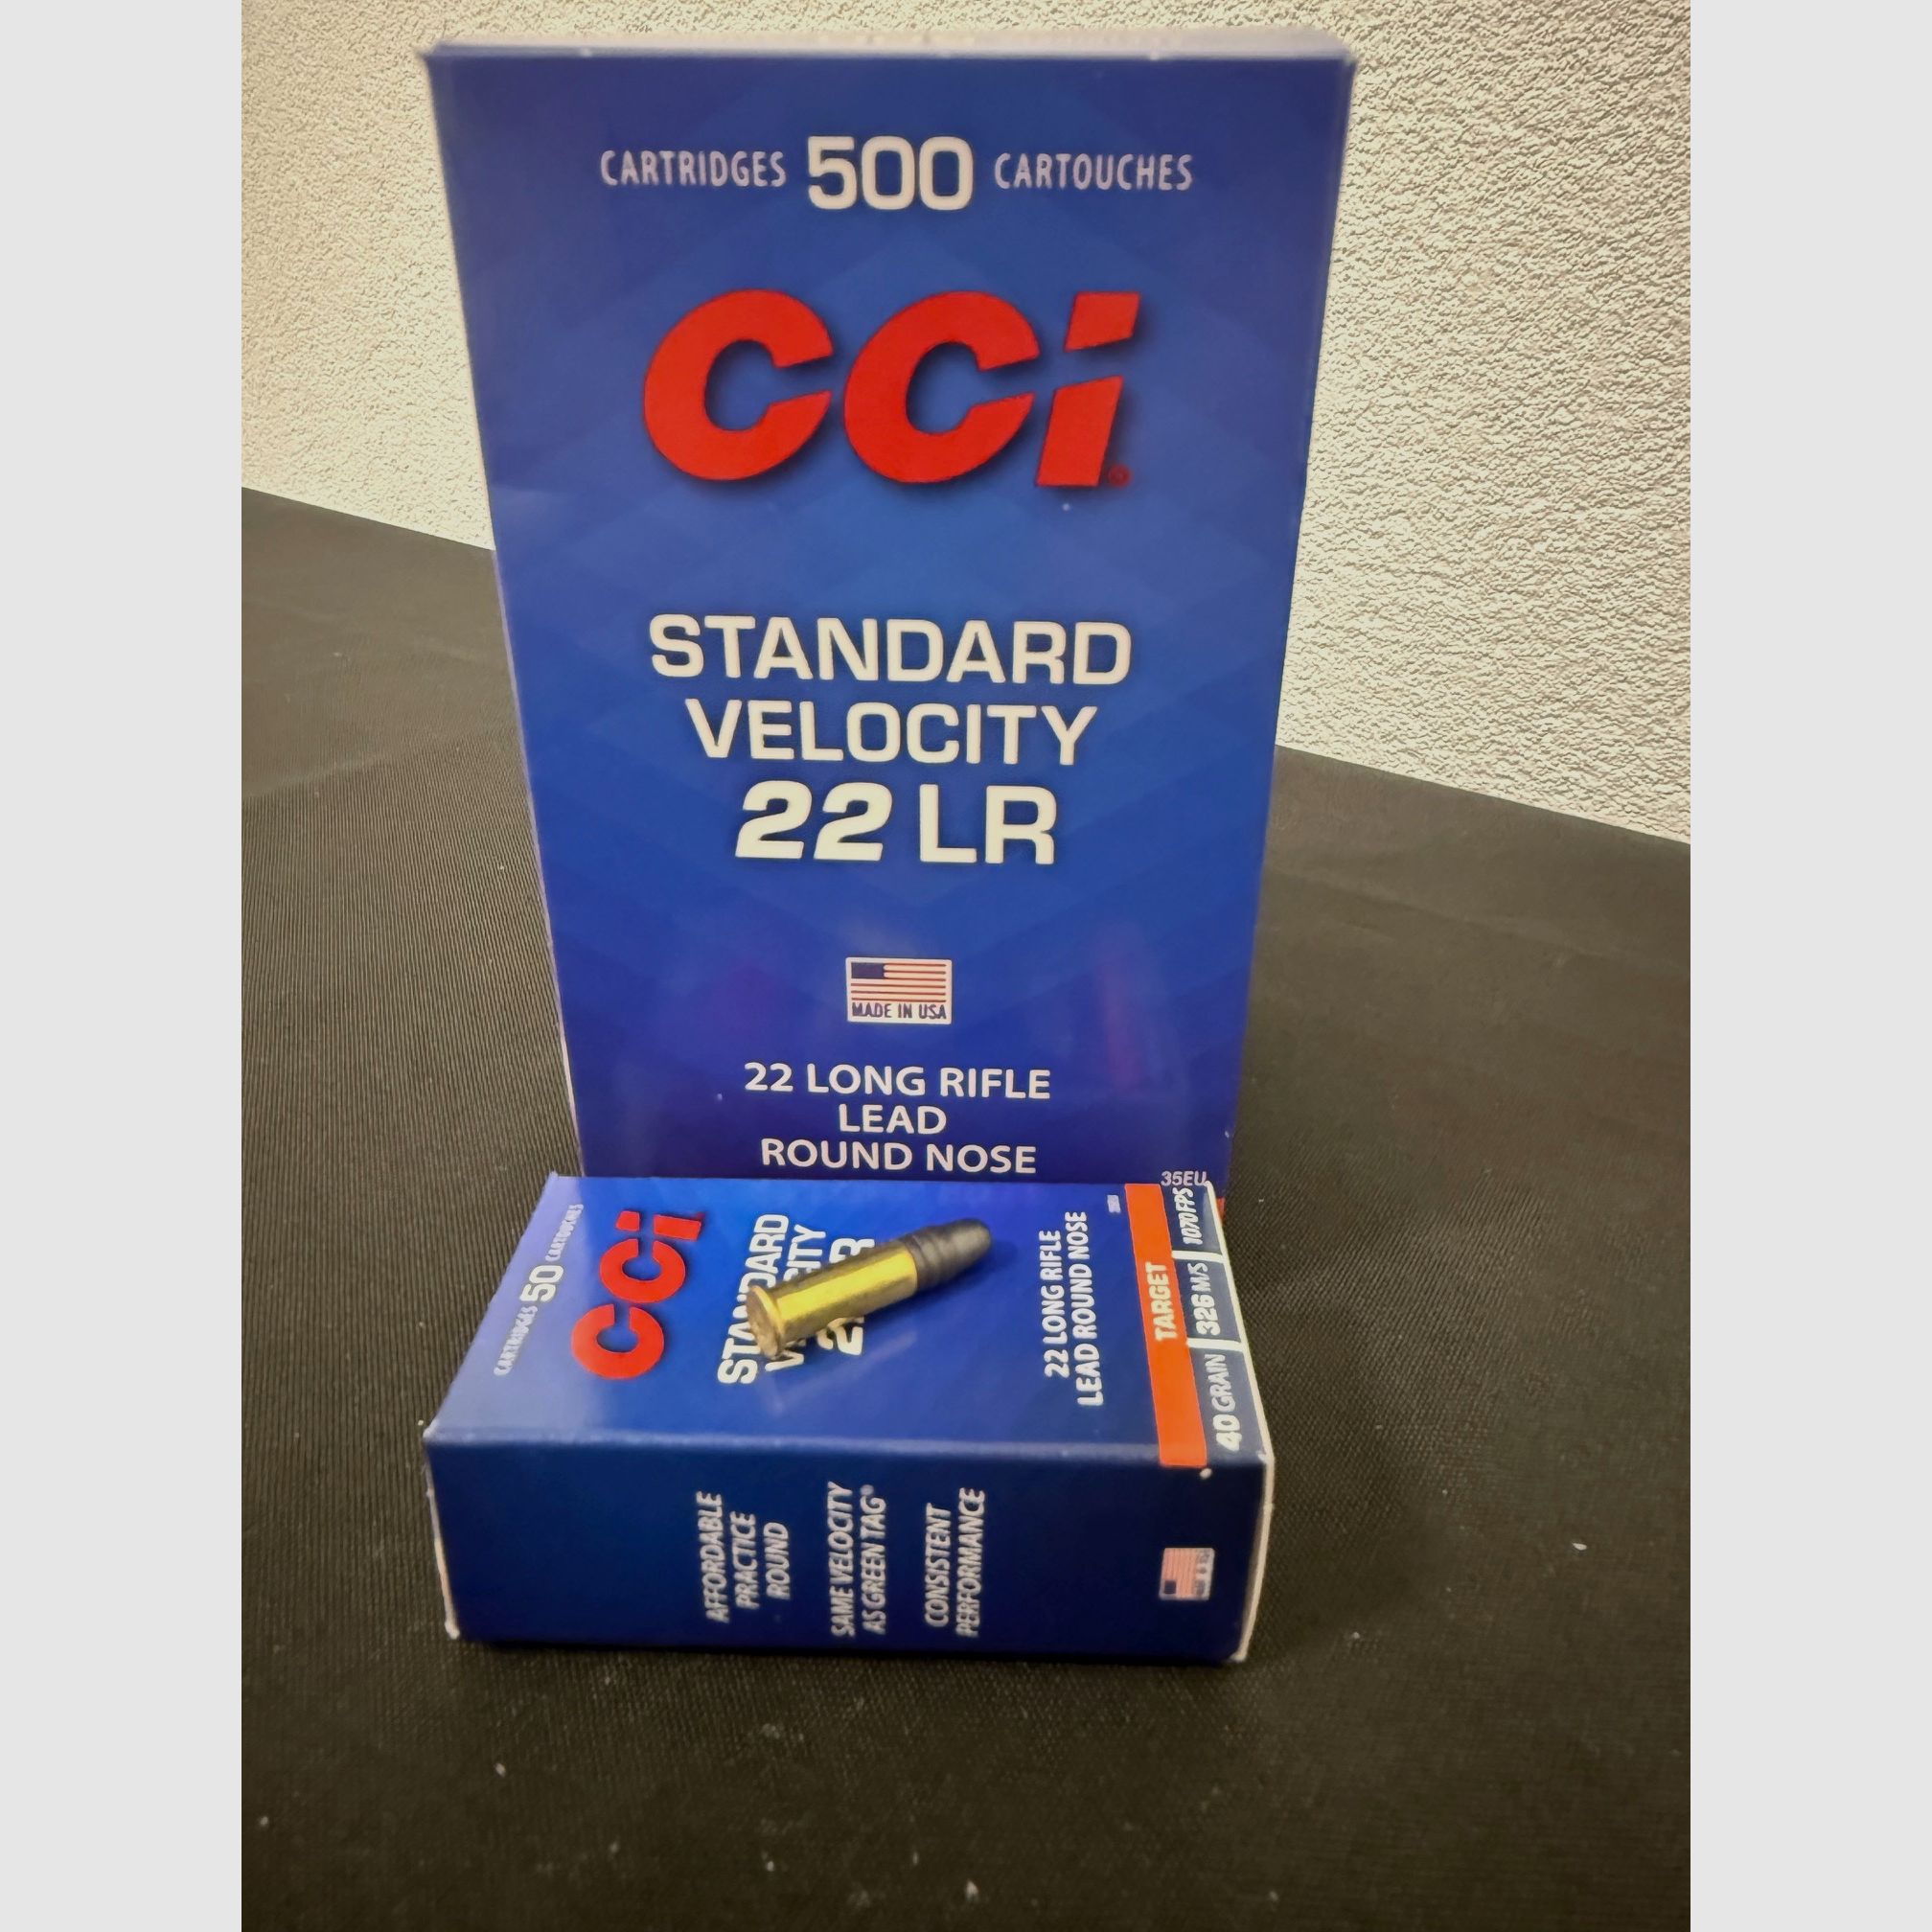 CARTRIDGES 500 CARTOUCHES
CCI
STANDARD
VELOCITY
22 LR
MADE IN USA
22 LONG RIFLE
LEAD
ROUND NOSE
35EU
CARTRIDGES 50 CARTOUCHES
CCI
STANDARD
22 LONG RIFLE
LEAD ROUND NOSE
TARGET
40 GRAIN | 326 M/S | 1070 FPS
AFFORDABLE
PRACTICE
ROUND
SAME VELOCITY
AS GREEN TAG®
CONSISTENT
PERFORMANCE